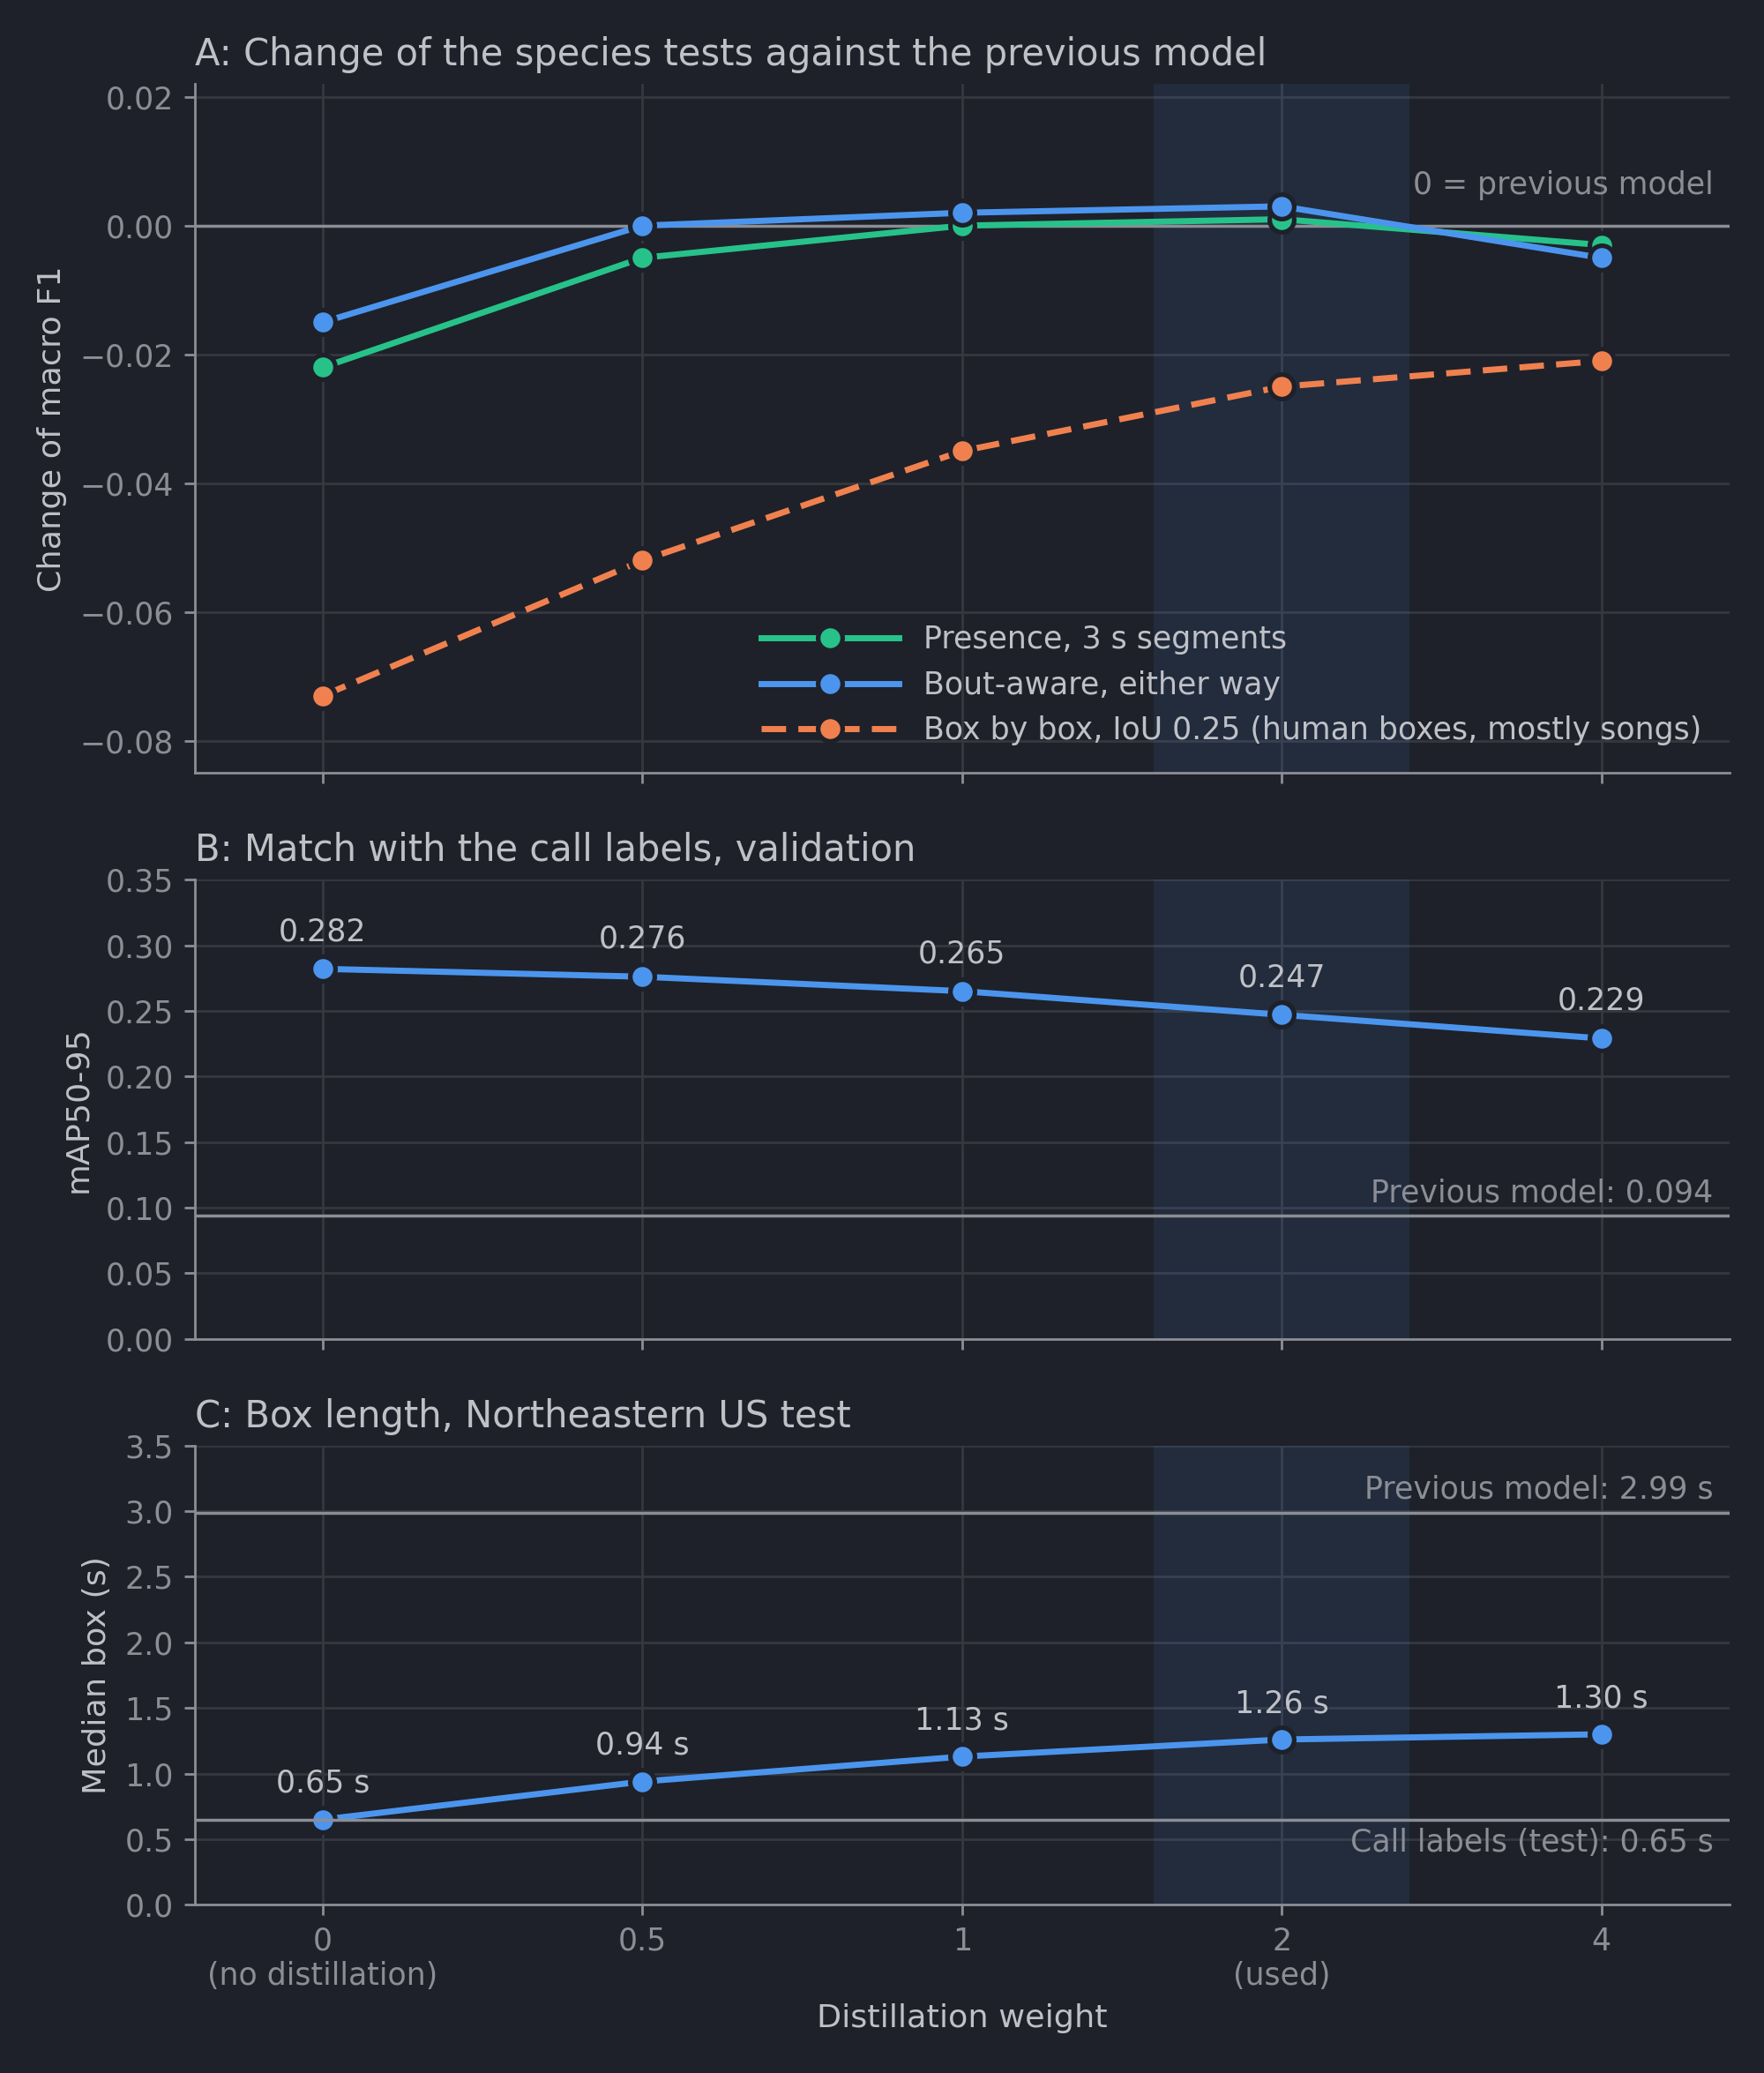 A: Change of the species tests against the previous model
0.02
0.00
−0.02
−0.04
−0.06
−0.08
Change of macro F1
0 = previous model
Presence, 3 s segments
Bout-aware, either way
Box by box, IoU 0.25 (human boxes, mostly songs)
B: Match with the call labels, validation
0.35
0.30
0.25
0.20
0.15
0.10
0.05
0.00
mAP50-95
0.282
0.276
0.265
0.247
0.229
Previous model: 0.094
C: Box length, Northeastern US test
3.5
3.0
2.5
2.0
1.5
1.0
0.5
0.0
Median box (s)
Previous model: 2.99 s
0.65 s
0.94 s
1.13 s
1.26 s
1.30 s
Call labels (test): 0.65 s
0
(no distillation)
0.5
1
2
(used)
4
Distillation weight